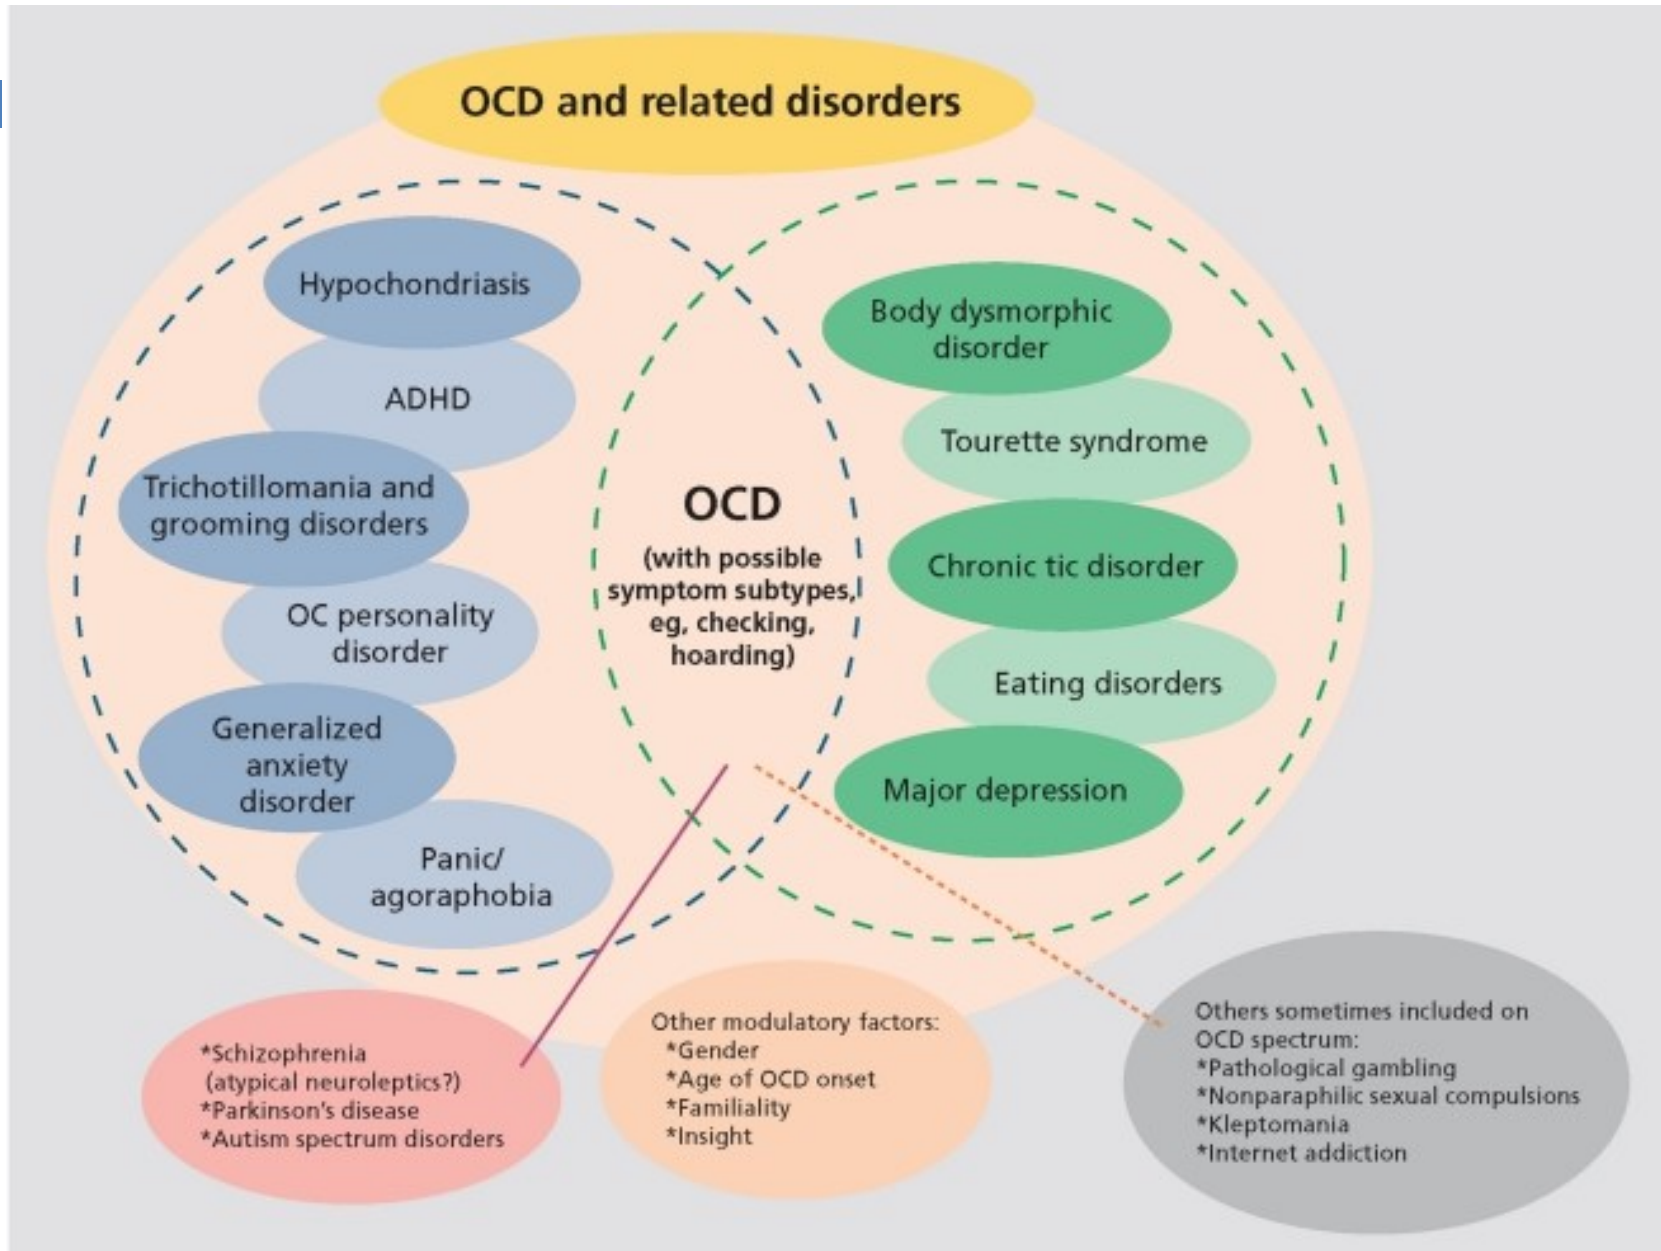 OCD and related disorders
Hypochondriasis
ADHD
Trichotillomania and
grooming disorders
OC personality
disorder
Generalized
anxiety
disorder
Panic/
agoraphobia
OCD
(with possible
symptom subtypes,
eg, checking,
hoarding)
Body dysmorphic
disorder
Tourette syndrome
Chronic tic disorder
Eating disorders
Major depression
*Schizophrenia
(atypical neuroleptics?)
*Parkinson's disease
*Autism spectrum disorders
Other modulatory factors:
*Gender
*Age of OCD onset
*Familiality
*Insight
Others sometimes included on
OCD spectrum:
*Pathological gambling
*Nonparaphilic sexual compulsions
*Kleptomania
*Internet addiction